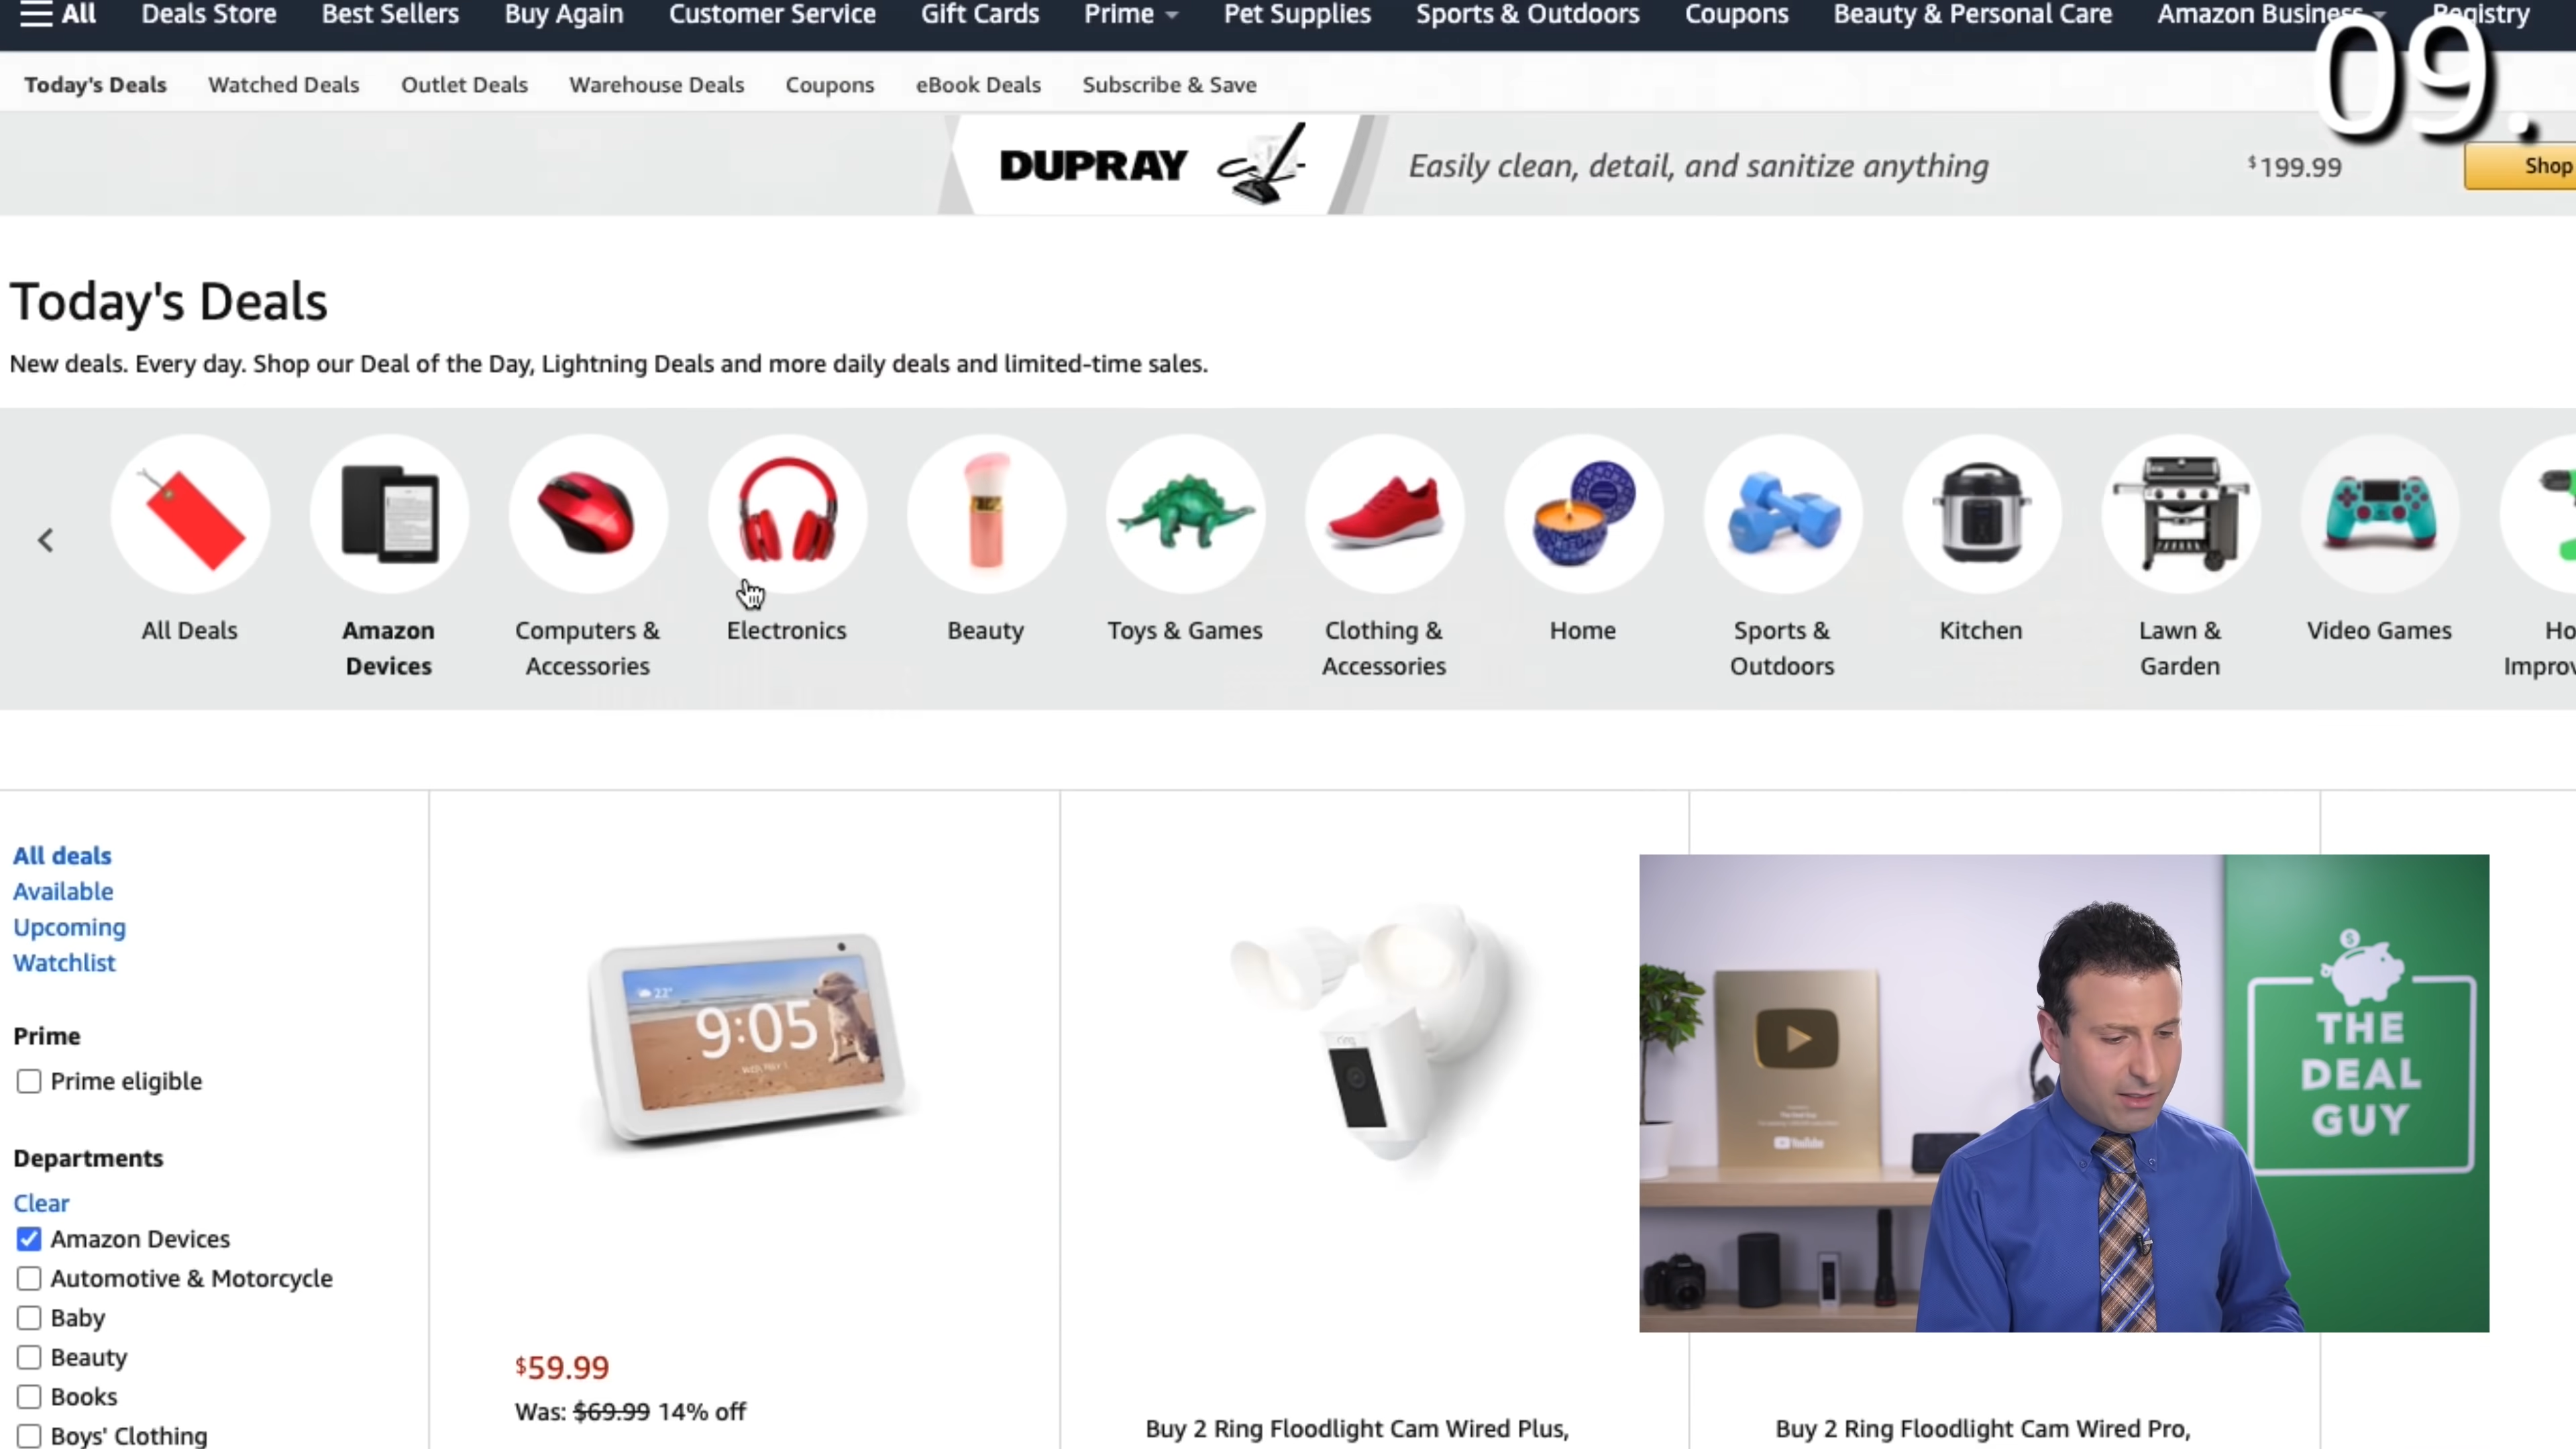 All Deals Store Best Sellers Buy Again Customer Service Gift Cards Prime Pet Supplies Sports & Outdoors Coupons Beauty & Personal Care Amazon Business Registry
09.
Today's Deals Watched Deals Outlet Deals Warehouse Deals Coupons eBook Deals Subscribe & Save
DUPRAY Easily clean, detail, and sanitize anything $199.99 Shop
Today's Deals
New deals. Every day. Shop our Deal of the Day, Lightning Deals and more daily deals and limited-time sales.
All Deals
Amazon
Devices
Computers &
Accessories
Electronics
Beauty
Toys & Games
Clothing &
Accessories
Home
Sports &
Outdoors
Kitchen
Lawn &
Garden
Video Games
Ho
Improv
All deals
Available
Upcoming
Watchlist
Prime
Prime eligible
Departments
Clear
Amazon Devices
Automotive & Motorcycle
Baby
Beauty
Books
Boys' Clothing
22°
9:05
$59.99
Was: $69.99 14% off
ring
Buy 2 Ring Floodlight Cam Wired Plus,
Buy 2 Ring Floodlight Cam Wired Pro,
YouTube
THE
DEAL
GUY